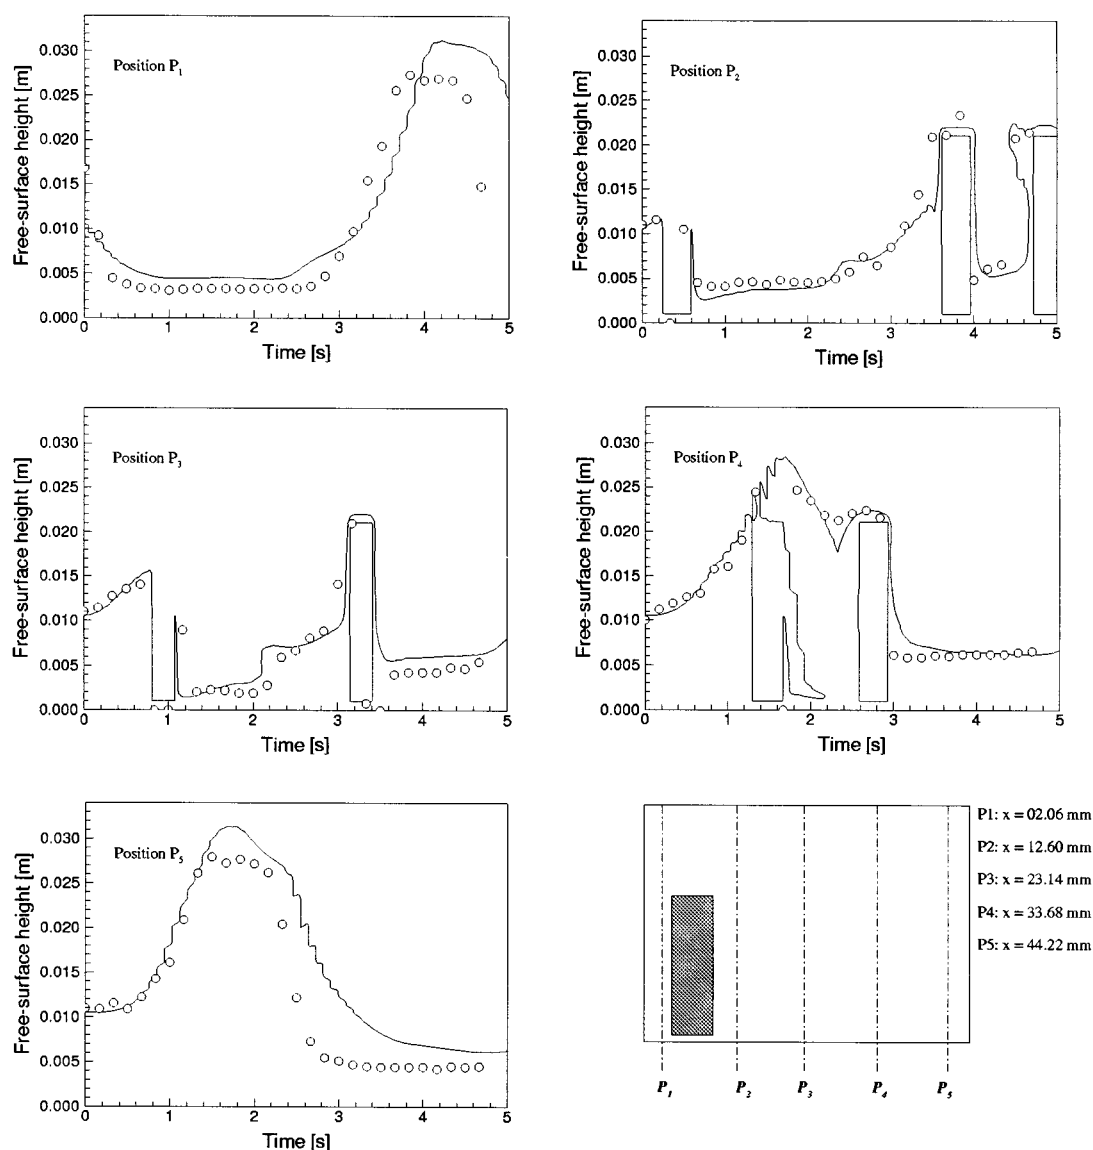 Free-surface height [m]
0.030
0.025
0.020
0.015
0.010
0.005
0.000
Position P1
0 1 2 3 4 5
Time [s]
Free-surface height [m]
0.030
0.025
0.020
0.015
0.010
0.005
0.000
Position P2
0 1 2 3 4 5
Time [s]
Free-surface height [m]
0.030
0.025
0.020
0.015
0.010
0.005
0.000
Position P3
0 1 2 3 4 5
Time [s]
Free-surface height [m]
0.030
0.025
0.020
0.015
0.010
0.005
0.000
Position P4
0 1 2 3 4 5
Time [s]
Free-surface height [m]
0.030
0.025
0.020
0.015
0.010
0.005
0.000
Position P5
0 1 2 3 4 5
Time [s]
P1: x = 02.06 mm
P2: x = 12.60 mm
P3: x = 23.14 mm
P4: x = 33.68 mm
P5: x = 44.22 mm
P1 P2 P3 P4 P5